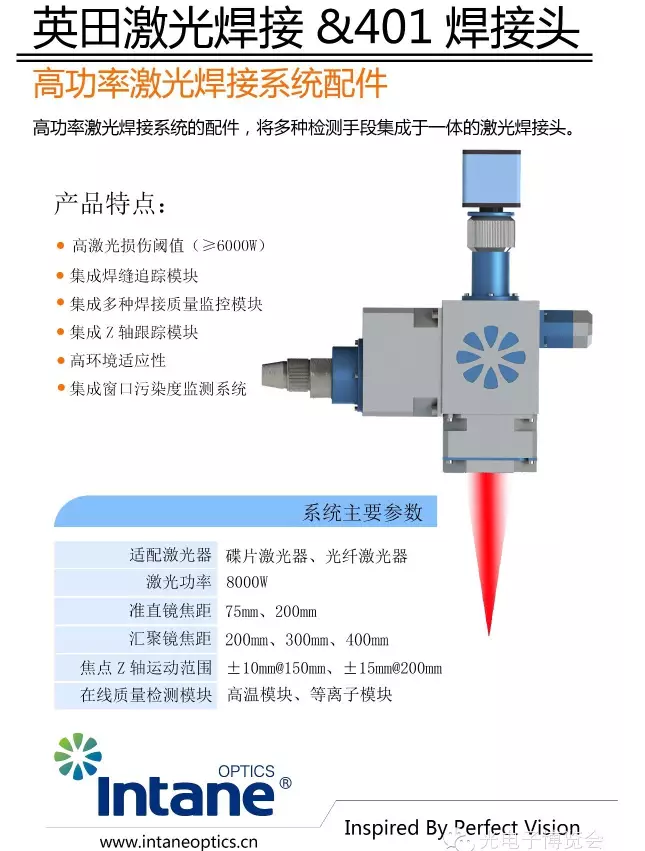 英田激光焊接 &401 焊接头
高功率激光焊接系统配件
高功率激光焊接系统的配件，将多种检测手段集成于一体的激光焊接头。
产品特点：
高激光损伤阈值（≥6000W）
集成焊缝追踪模块
集成多种焊接质量监控模块
集成 Z 轴跟踪模块
高环境适应性
集成窗口污染度监测系统
系统主要参数
适配激光器 碟片激光器、光纤激光器
激光功率 8000W
准直镜焦距 75mm、200mm
汇聚镜焦距 200mm、300mm、400mm
焦点 Z 轴运动范围 ±10mm@150mm、±15mm@200mm
在线质量检测模块 高温模块、等离子模块
OPTICS
Intane®
www.intaneoptics.cn
Inspired By Perfect Vision
光电子博览会